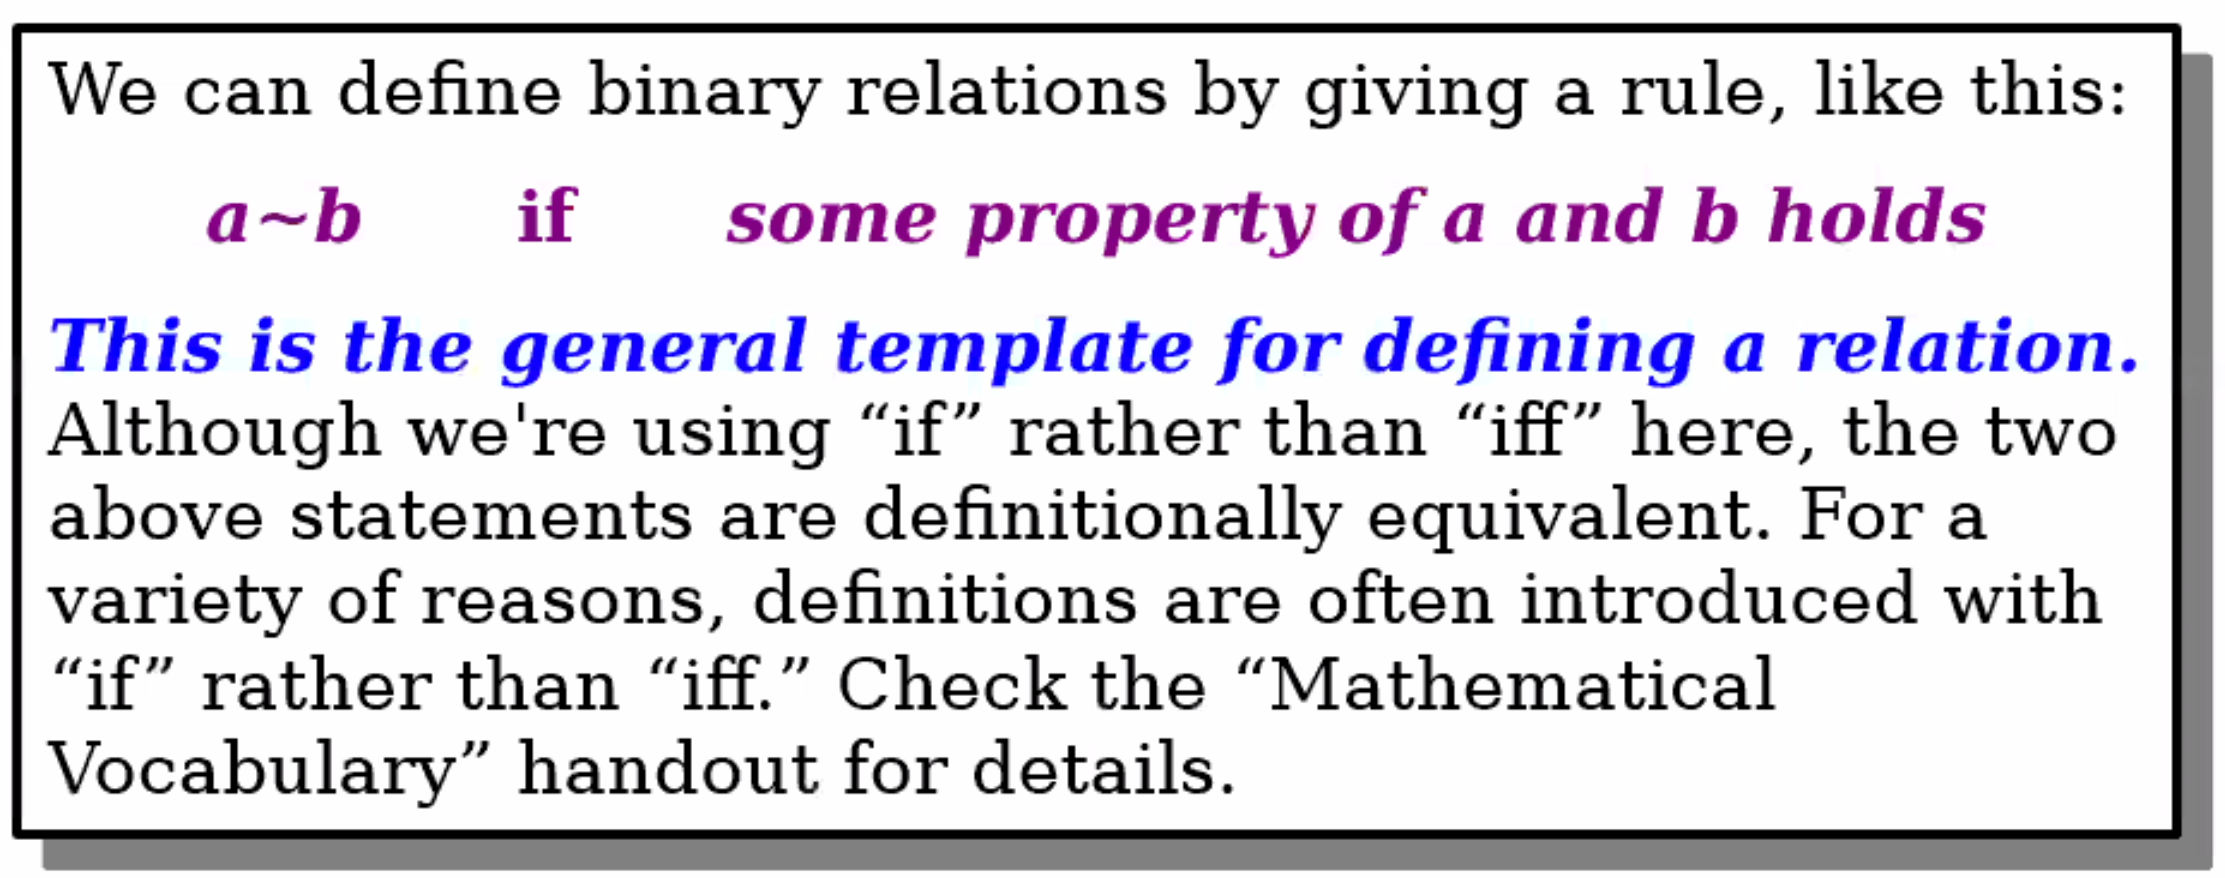 We can define binary relations by giving a rule, like this:
a~b if some property of a and b holds
This is the general template for defining a relation.
Although we're using “if” rather than “iff” here, the two
above statements are definitionally equivalent. For a
variety of reasons, definitions are often introduced with
“if” rather than “iff.” Check the “Mathematical
Vocabulary” handout for details.